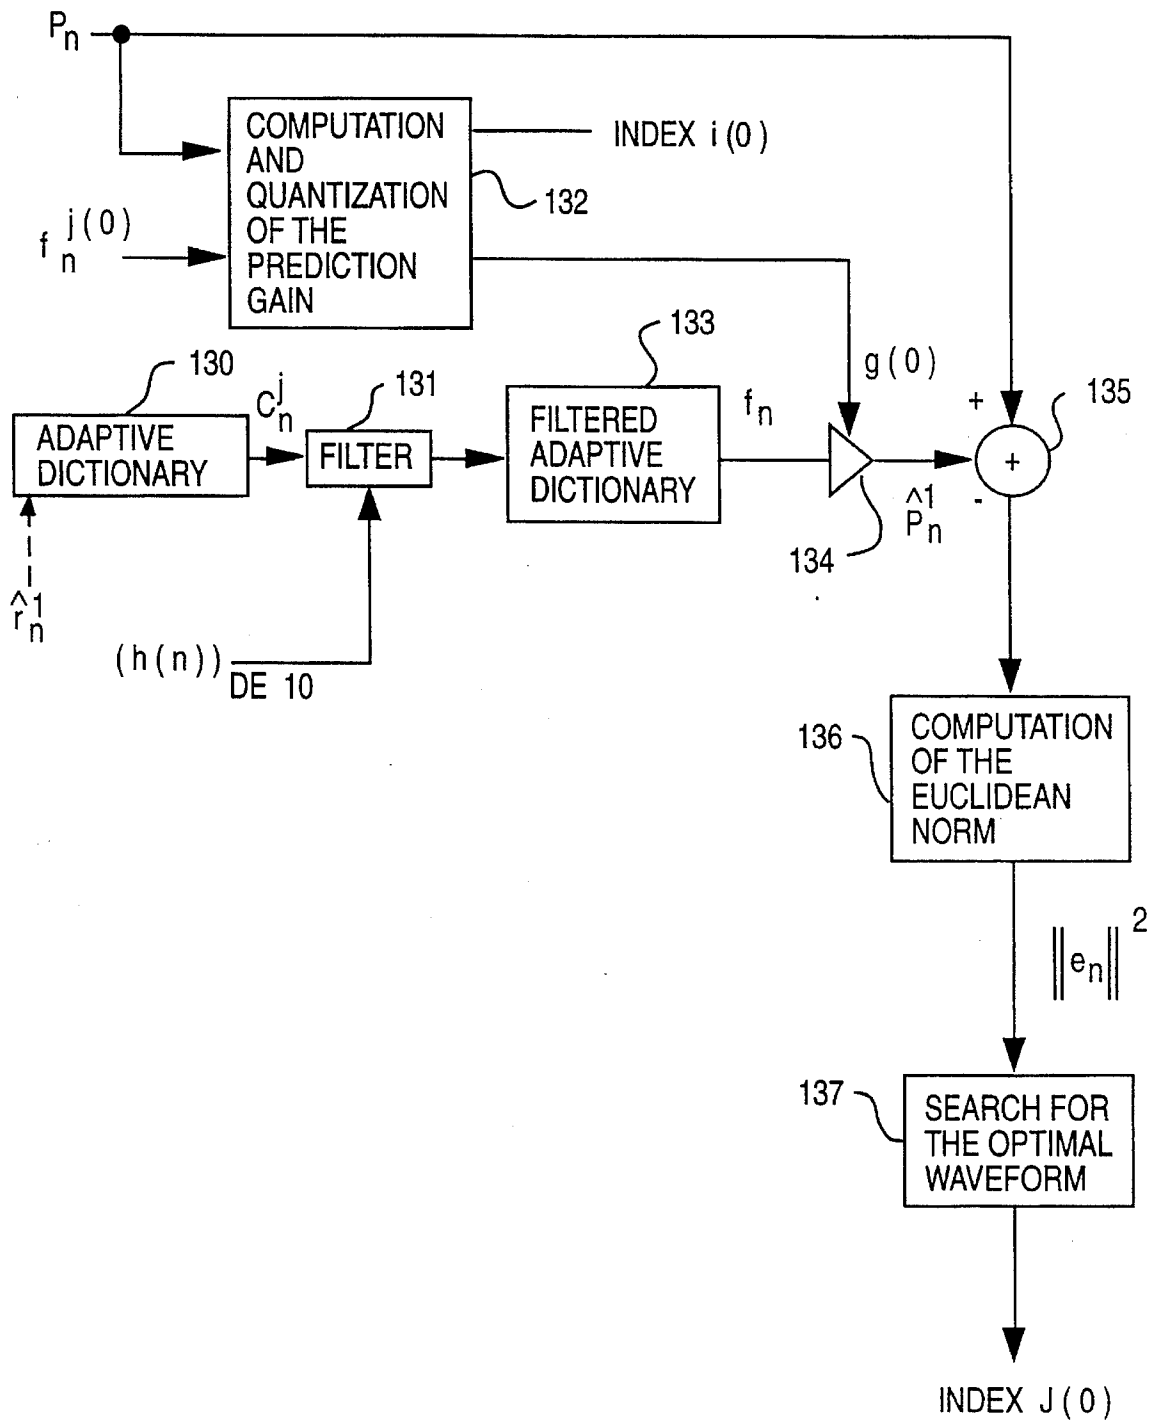 Pn
COMPUTATION
AND
QUANTIZATION
OF THE
PREDICTION
GAIN
INDEX i(0)
132
f n j(0)
133
g(0)
130
C n j
131
f n
+
135
ADAPTIVE
DICTIONARY
FILTER
FILTERED
ADAPTIVE
DICTIONARY
+
-
P̂ n 1
134
r̂ n 1
(h(n))
DE 10
136
COMPUTATION
OF THE
EUCLIDEAN
NORM
‖en‖ 2
137
SEARCH FOR
THE OPTIMAL
WAVEFORM
INDEX J(0)